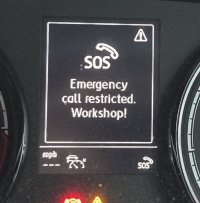 SOS
Emergency
call restricted.
Workshop!
mph
---
SOS